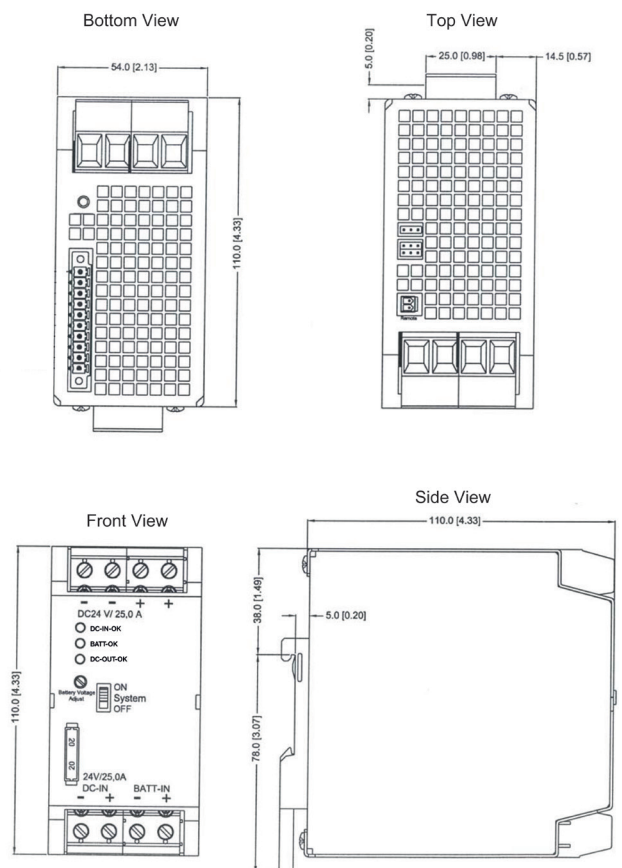 Bottom View
54.0 [2.13]
110.0 [4.33]
Top View
5.0 [0.20]
25.0 [0.98]
14.5 [0.57]
Remote
Front View
110.0 [4.33]
- - + +
DC24 V/ 25,0 A
DC-IN-OK
BATT-OK
DC-OUT-OK
Battery Voltage
Adjust
ON
System
OFF
20
20
24V/25,0A
DC-IN BATT-IN
- + - +
Side View
110.0 [4.33]
38.0 [1.49]
5.0 [0.20]
78.0 [3.07]